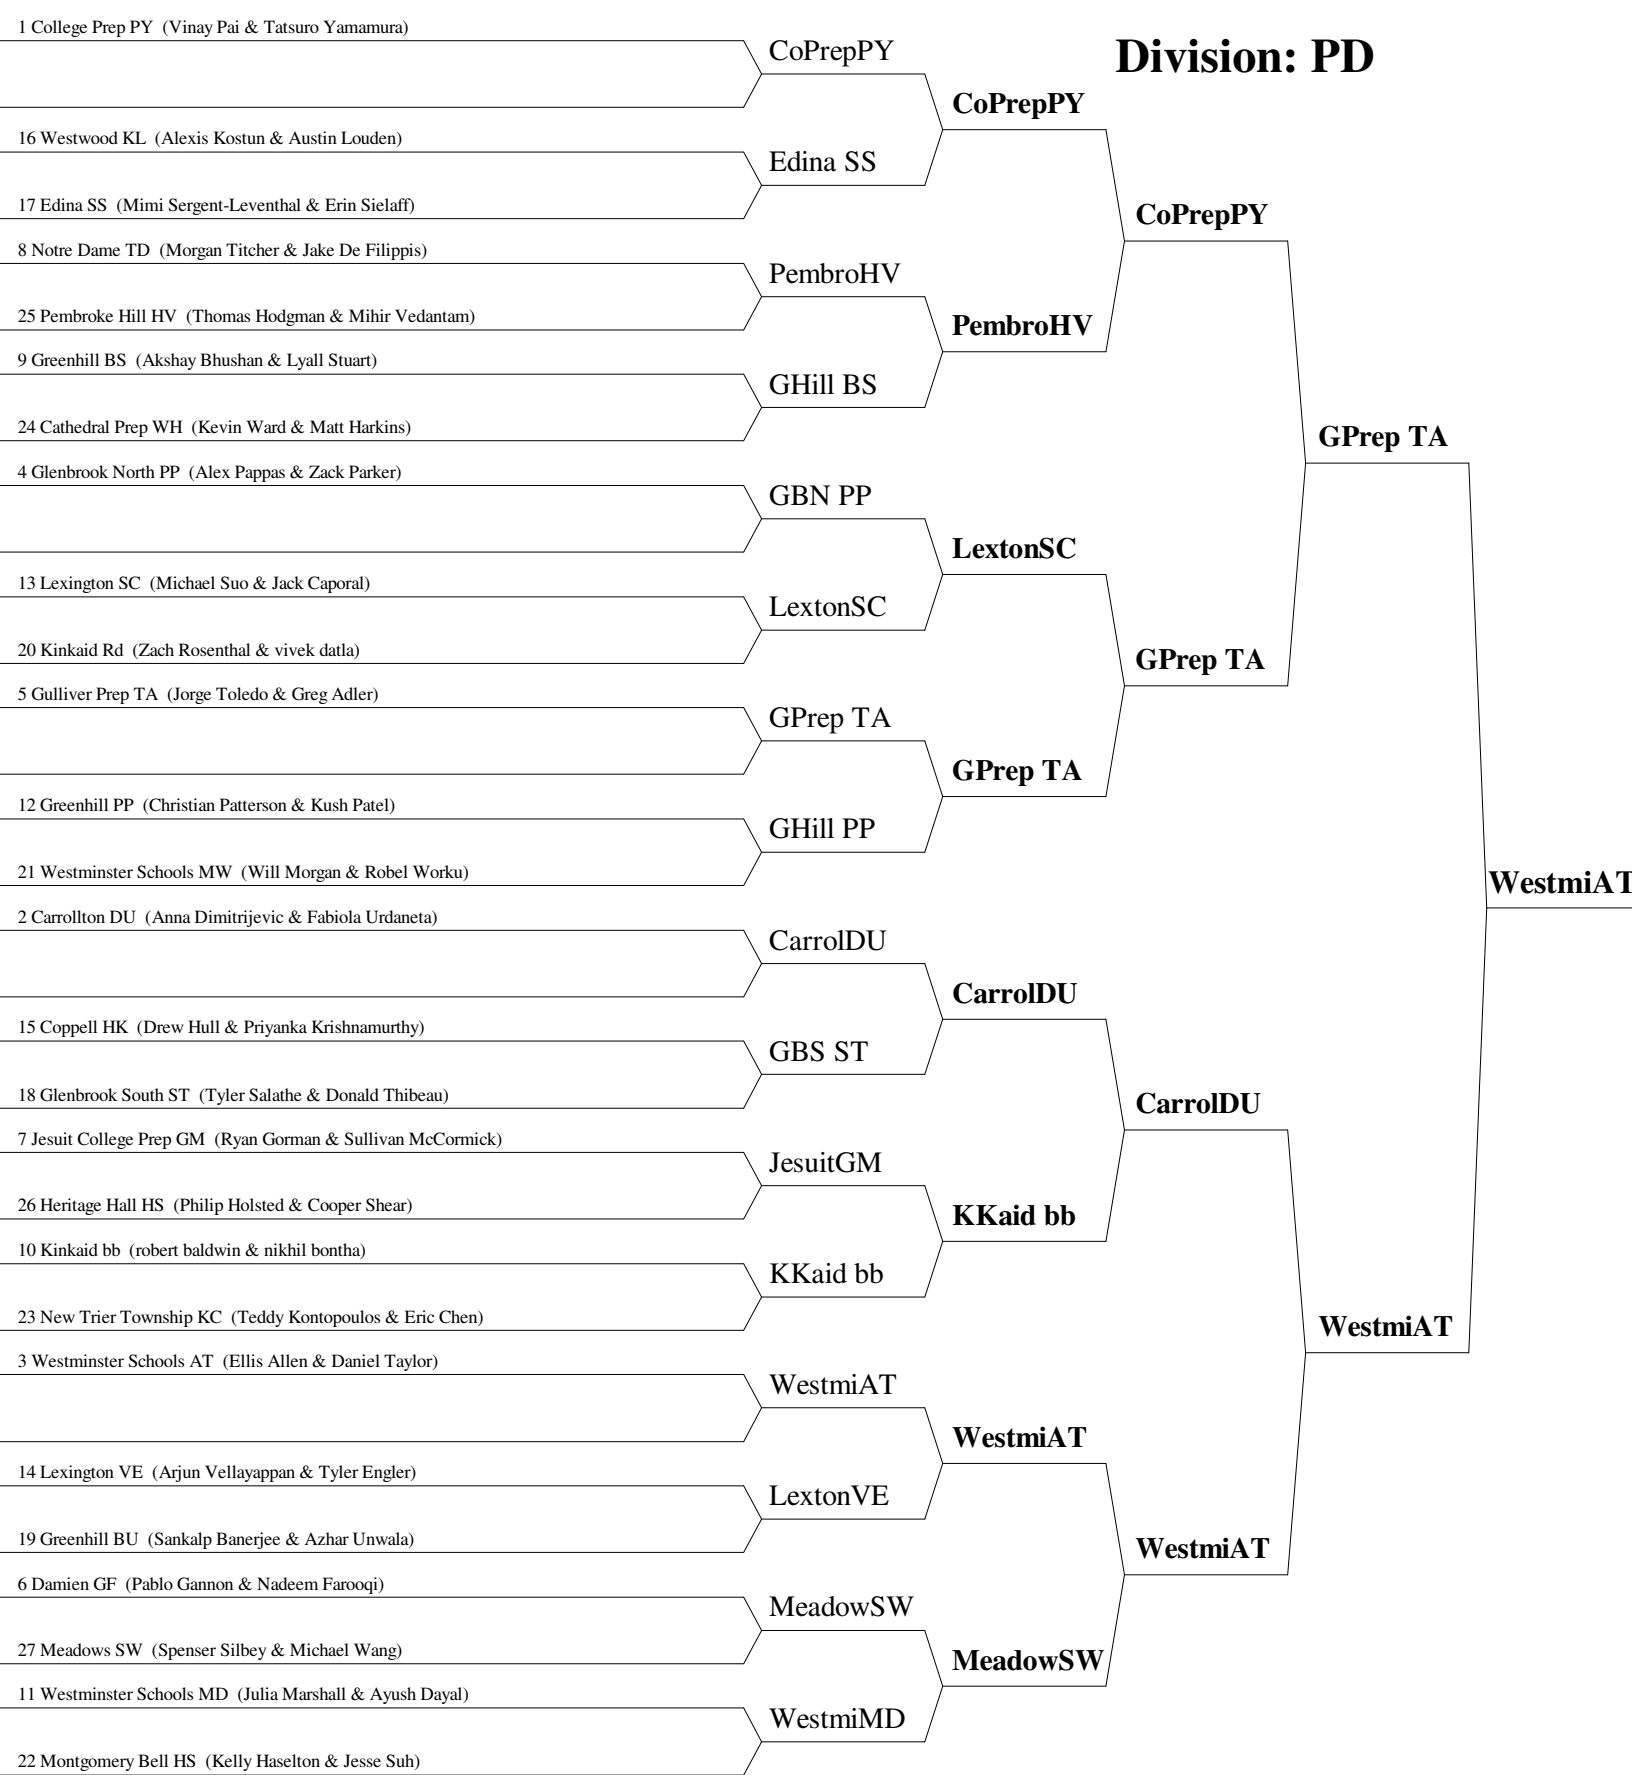 Division: PD
1 College Prep PY (Vinay Pai & Tatsuro Yamamura)
CoPrepPY
CoPrepPY
16 Westwood KL (Alexis Kostun & Austin Louden)
Edina SS
17 Edina SS (Mimi Sergent-Leventhal & Erin Sielaff)
CoPrepPY
8 Notre Dame TD (Morgan Titcher & Jake De Filippis)
PembroHV
25 Pembroke Hill HV (Thomas Hodgman & Mihir Vedantam)
PembroHV
9 Greenhill BS (Akshay Bhushan & Lyall Stuart)
GHill BS
24 Cathedral Prep WH (Kevin Ward & Matt Harkins)
GPrep TA
4 Glenbrook North PP (Alex Pappas & Zack Parker)
GBN PP
LextonSC
13 Lexington SC (Michael Suo & Jack Caporal)
LextonSC
20 Kinkaid Rd (Zach Rosenthal & vivek datla)
GPrep TA
5 Gulliver Prep TA (Jorge Toledo & Greg Adler)
GPrep TA
GPrep TA
12 Greenhill PP (Christian Patterson & Kush Patel)
GHill PP
21 Westminster Schools MW (Will Morgan & Robel Worku)
WestmiAT
2 Carrollton DU (Anna Dimitrijevic & Fabiola Urdaneta)
CarrolDU
CarrolDU
15 Coppell HK (Drew Hull & Priyanka Krishnamurthy)
GBS ST
18 Glenbrook South ST (Tyler Salathe & Donald Thibeau)
CarrolDU
7 Jesuit College Prep GM (Ryan Gorman & Sullivan McCormick)
JesuitGM
26 Heritage Hall HS (Philip Holsted & Cooper Shear)
KKaid bb
10 Kinkaid bb (robert baldwin & nikhil bontha)
KKaid bb
23 New Trier Township KC (Teddy Kontopoulos & Eric Chen)
WestmiAT
3 Westminster Schools AT (Ellis Allen & Daniel Taylor)
WestmiAT
WestmiAT
14 Lexington VE (Arjun Vellayappan & Tyler Engler)
LextonVE
19 Greenhill BU (Sankalp Banerjee & Azhar Unwala)
WestmiAT
6 Damien GF (Pablo Gannon & Nadeem Farooqi)
MeadowSW
27 Meadows SW (Spenser Silbey & Michael Wang)
MeadowSW
11 Westminster Schools MD (Julia Marshall & Ayush Dayal)
WestmiMD
22 Montgomery Bell HS (Kelly Haselton & Jesse Suh)